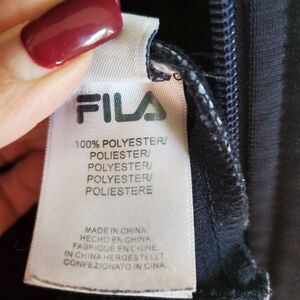 FILA
100% POLYESTER/
POLIESTER/
POLYESTER/
POLYESTER/
POLIESTERE
MADE IN CHINA.
HECHO EN CHINA.
FABRIQUE EN CHINE.
IN CHINA HERGESTELLT
CONFEZIONATO IN CINA.